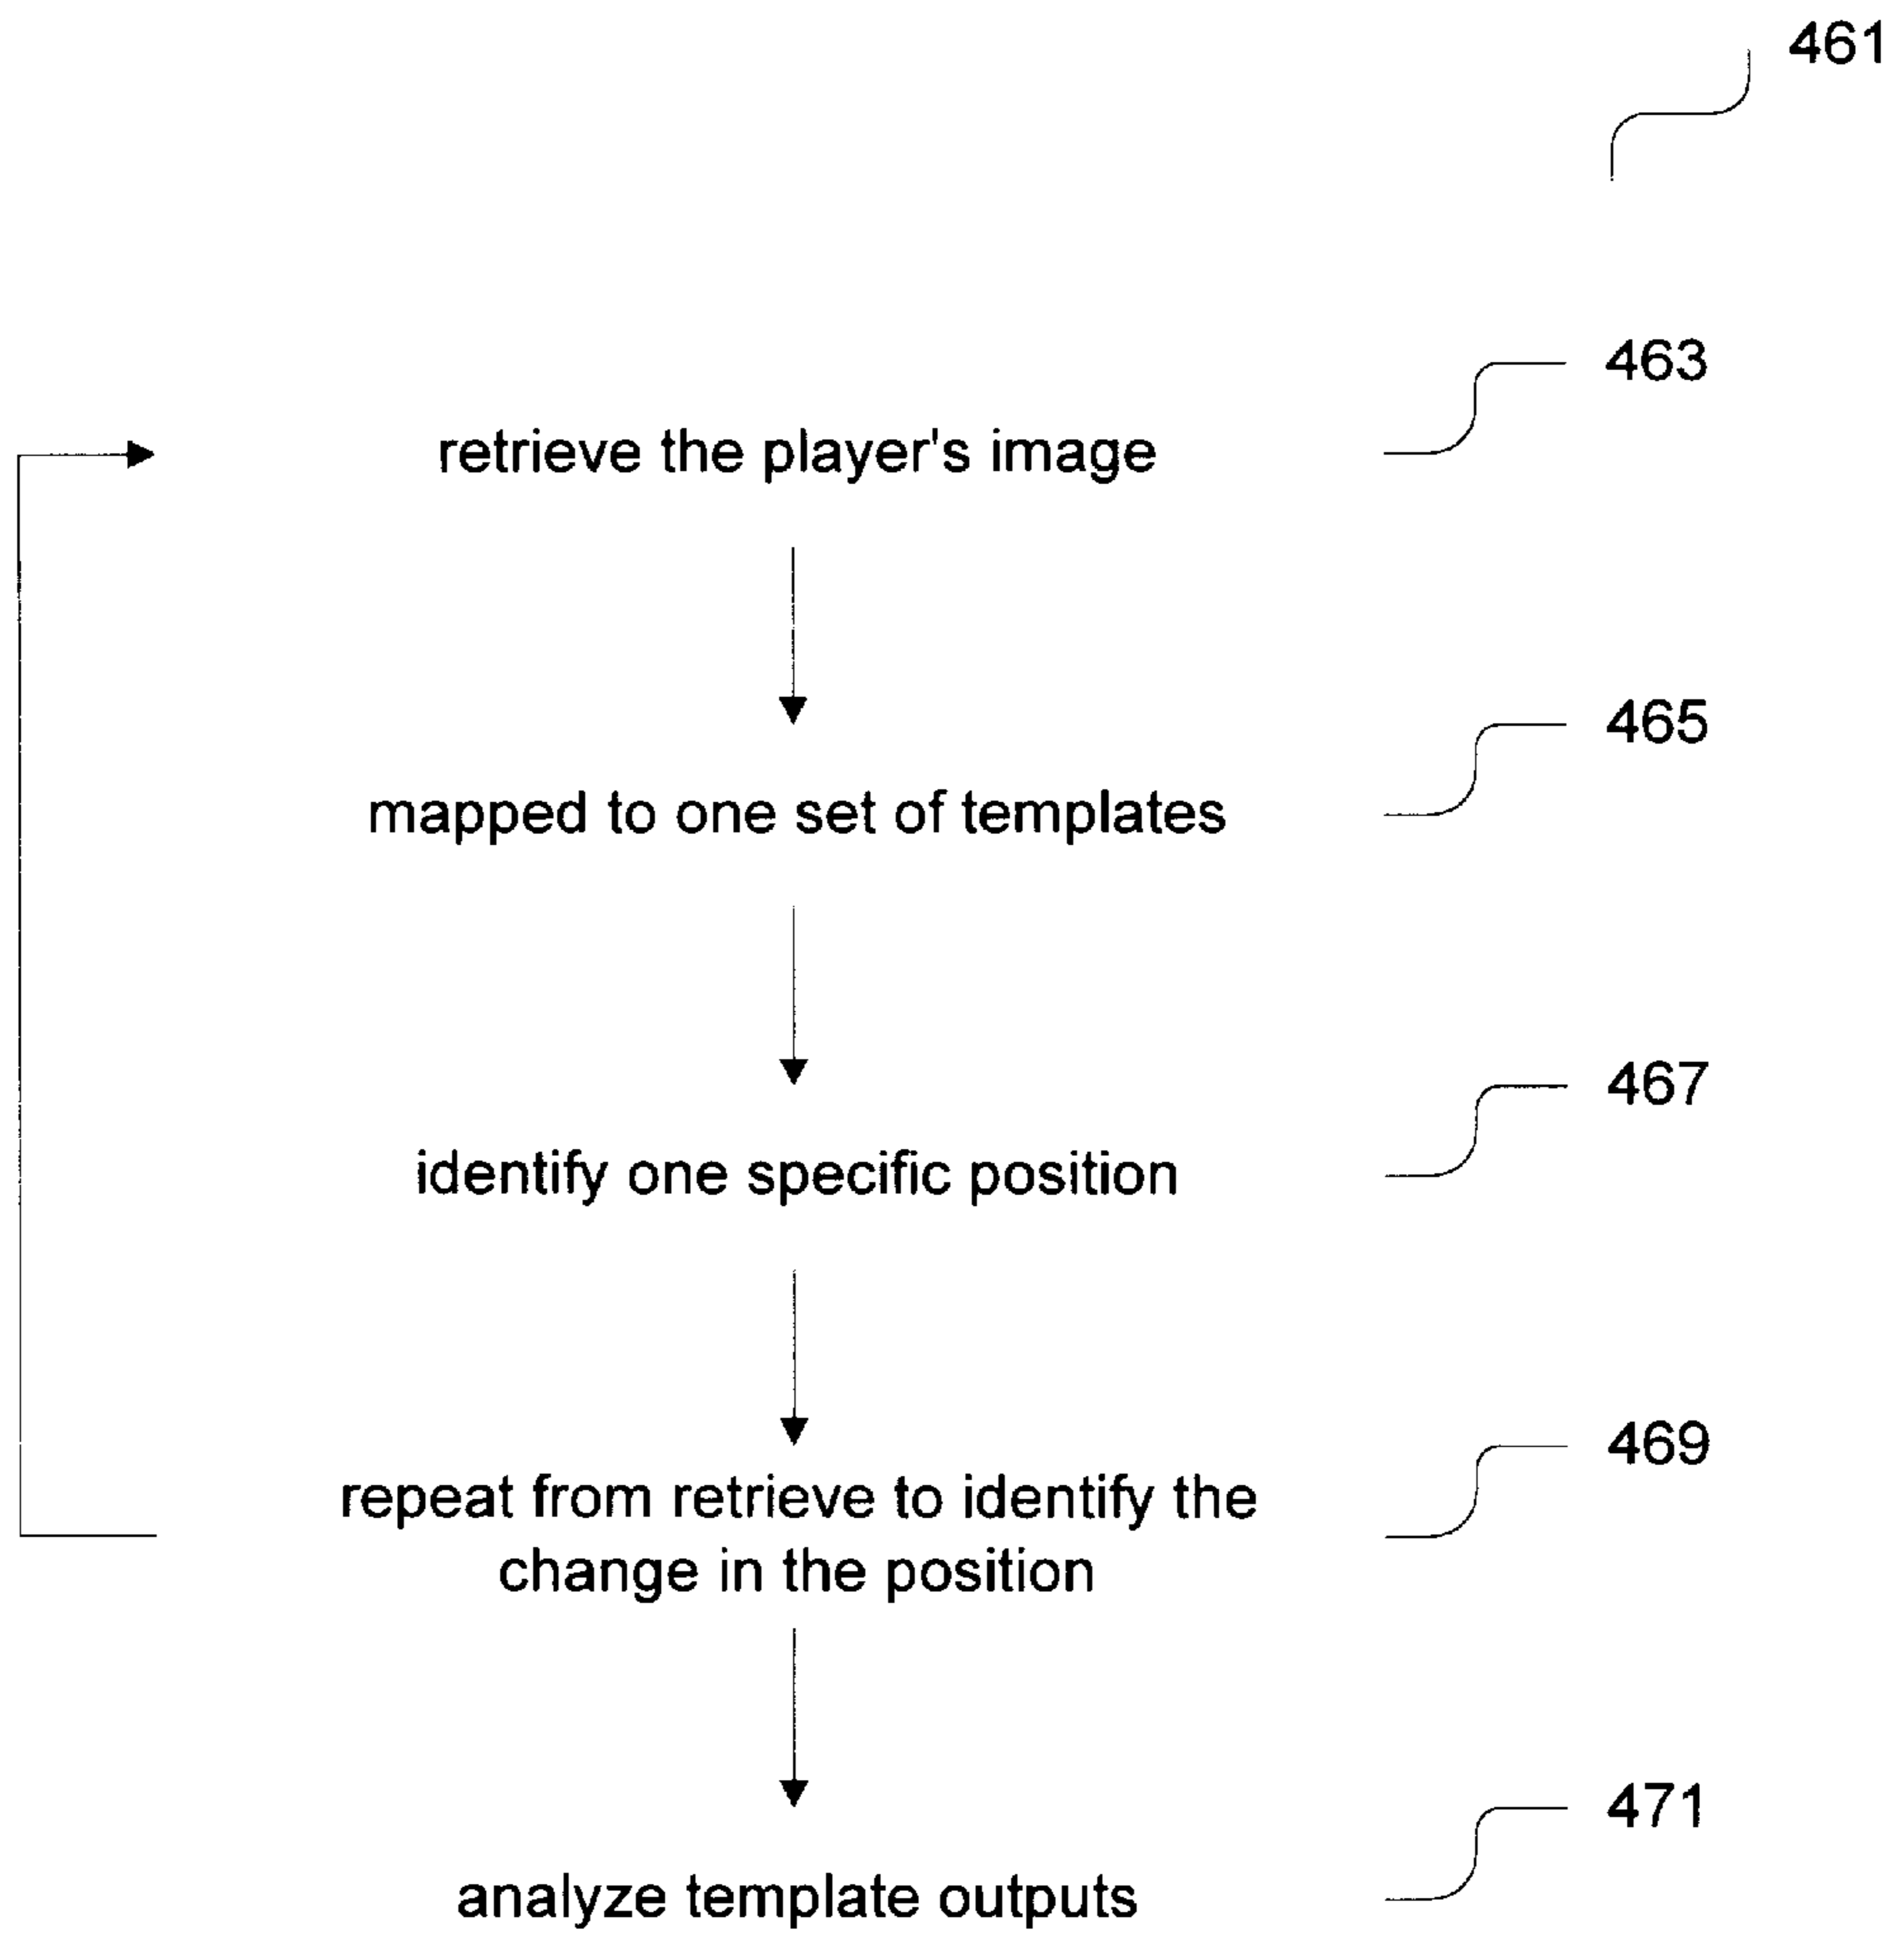 461
463
retrieve the player's image
465
mapped to one set of templates
467
identify one specific position
469
repeat from retrieve to identify the
change in the position
471
analyze template outputs